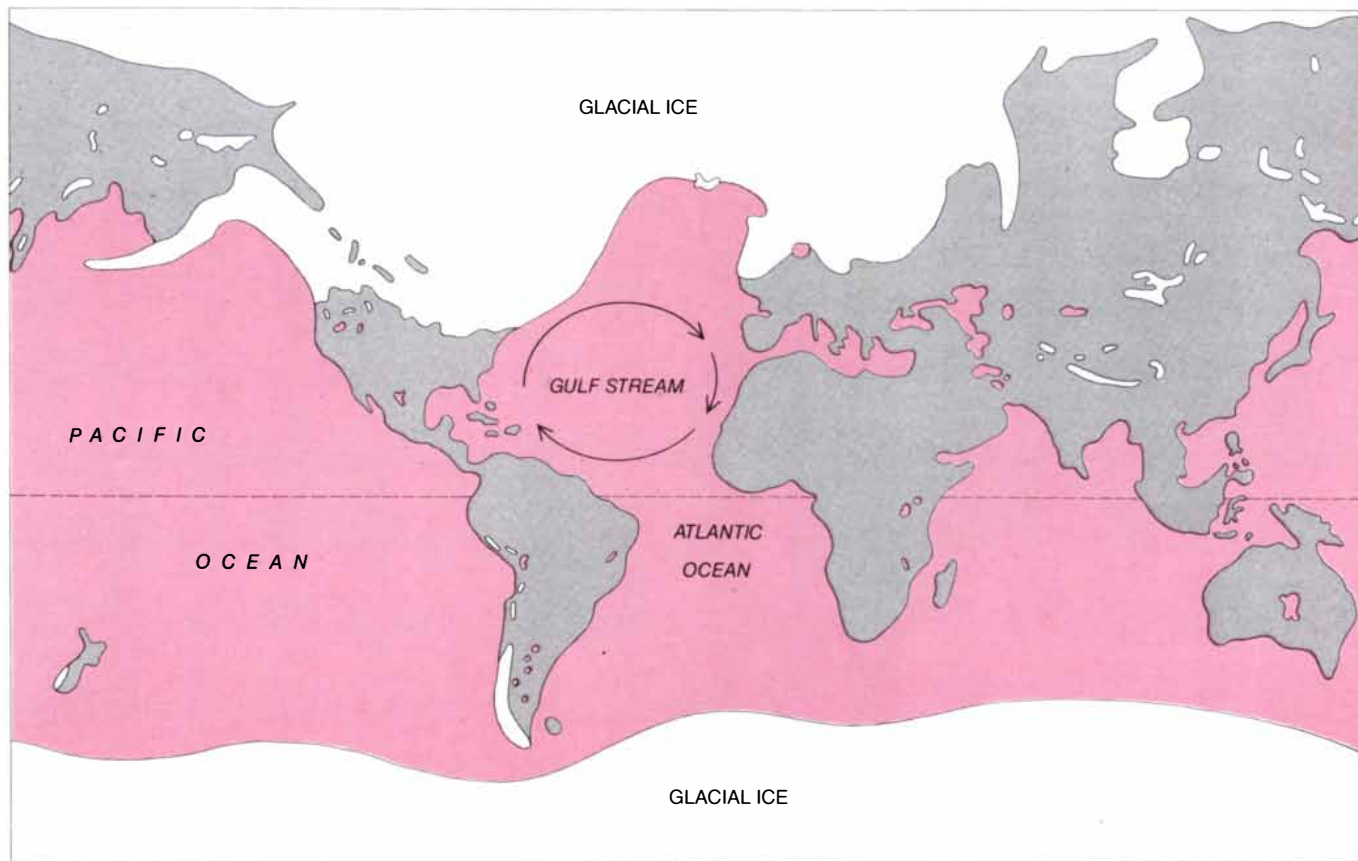 GLACIAL ICE
GULF STREAM
PACIFIC
ATLANTIC
OCEAN
OCEAN
GLACIAL ICE